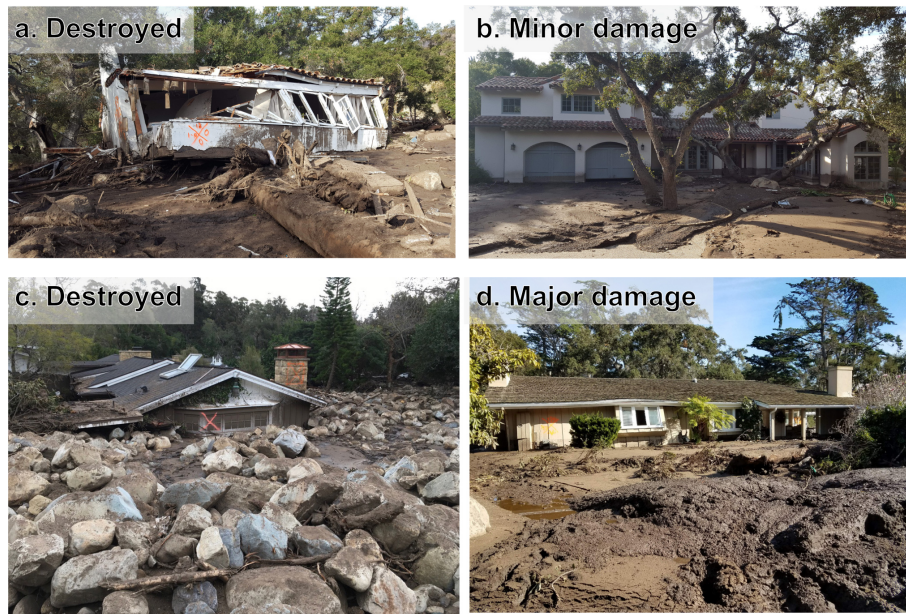 a. Destroyed
b. Minor damage
c. Destroyed
d. Major damage